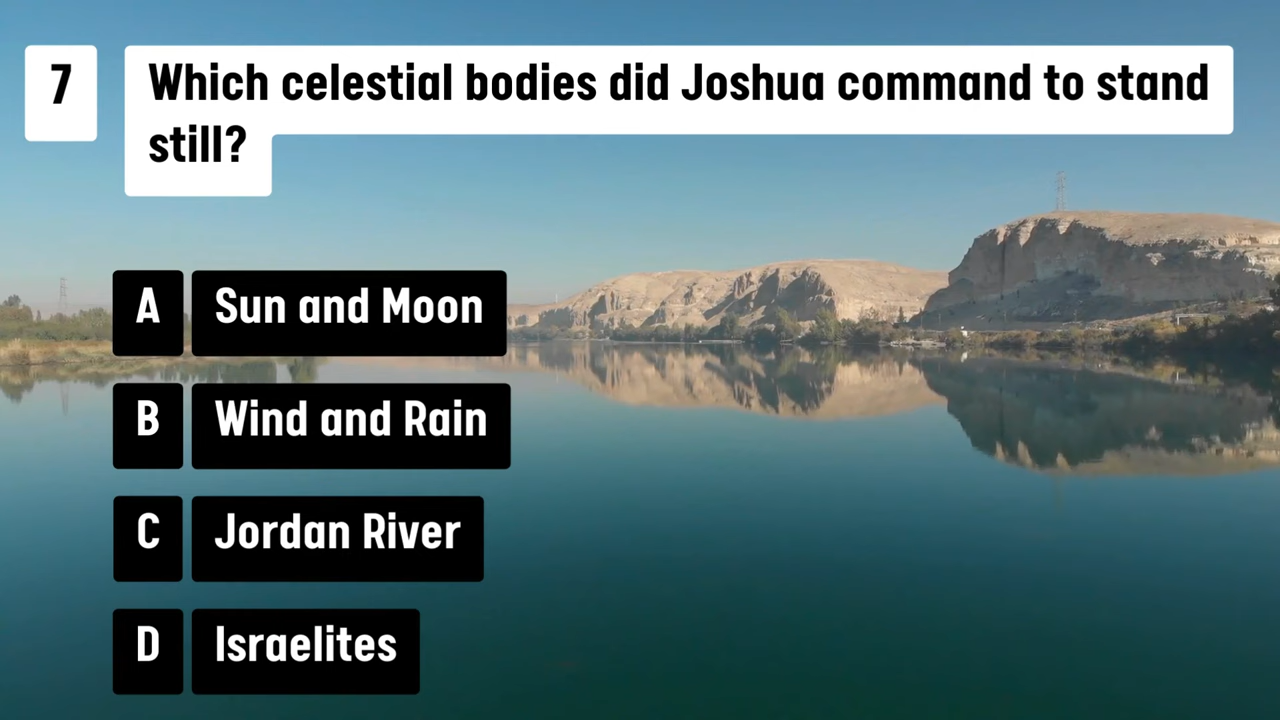 7
Which celestial bodies did Joshua command to stand
still?
A Sun and Moon
B Wind and Rain
C Jordan River
D Israelites